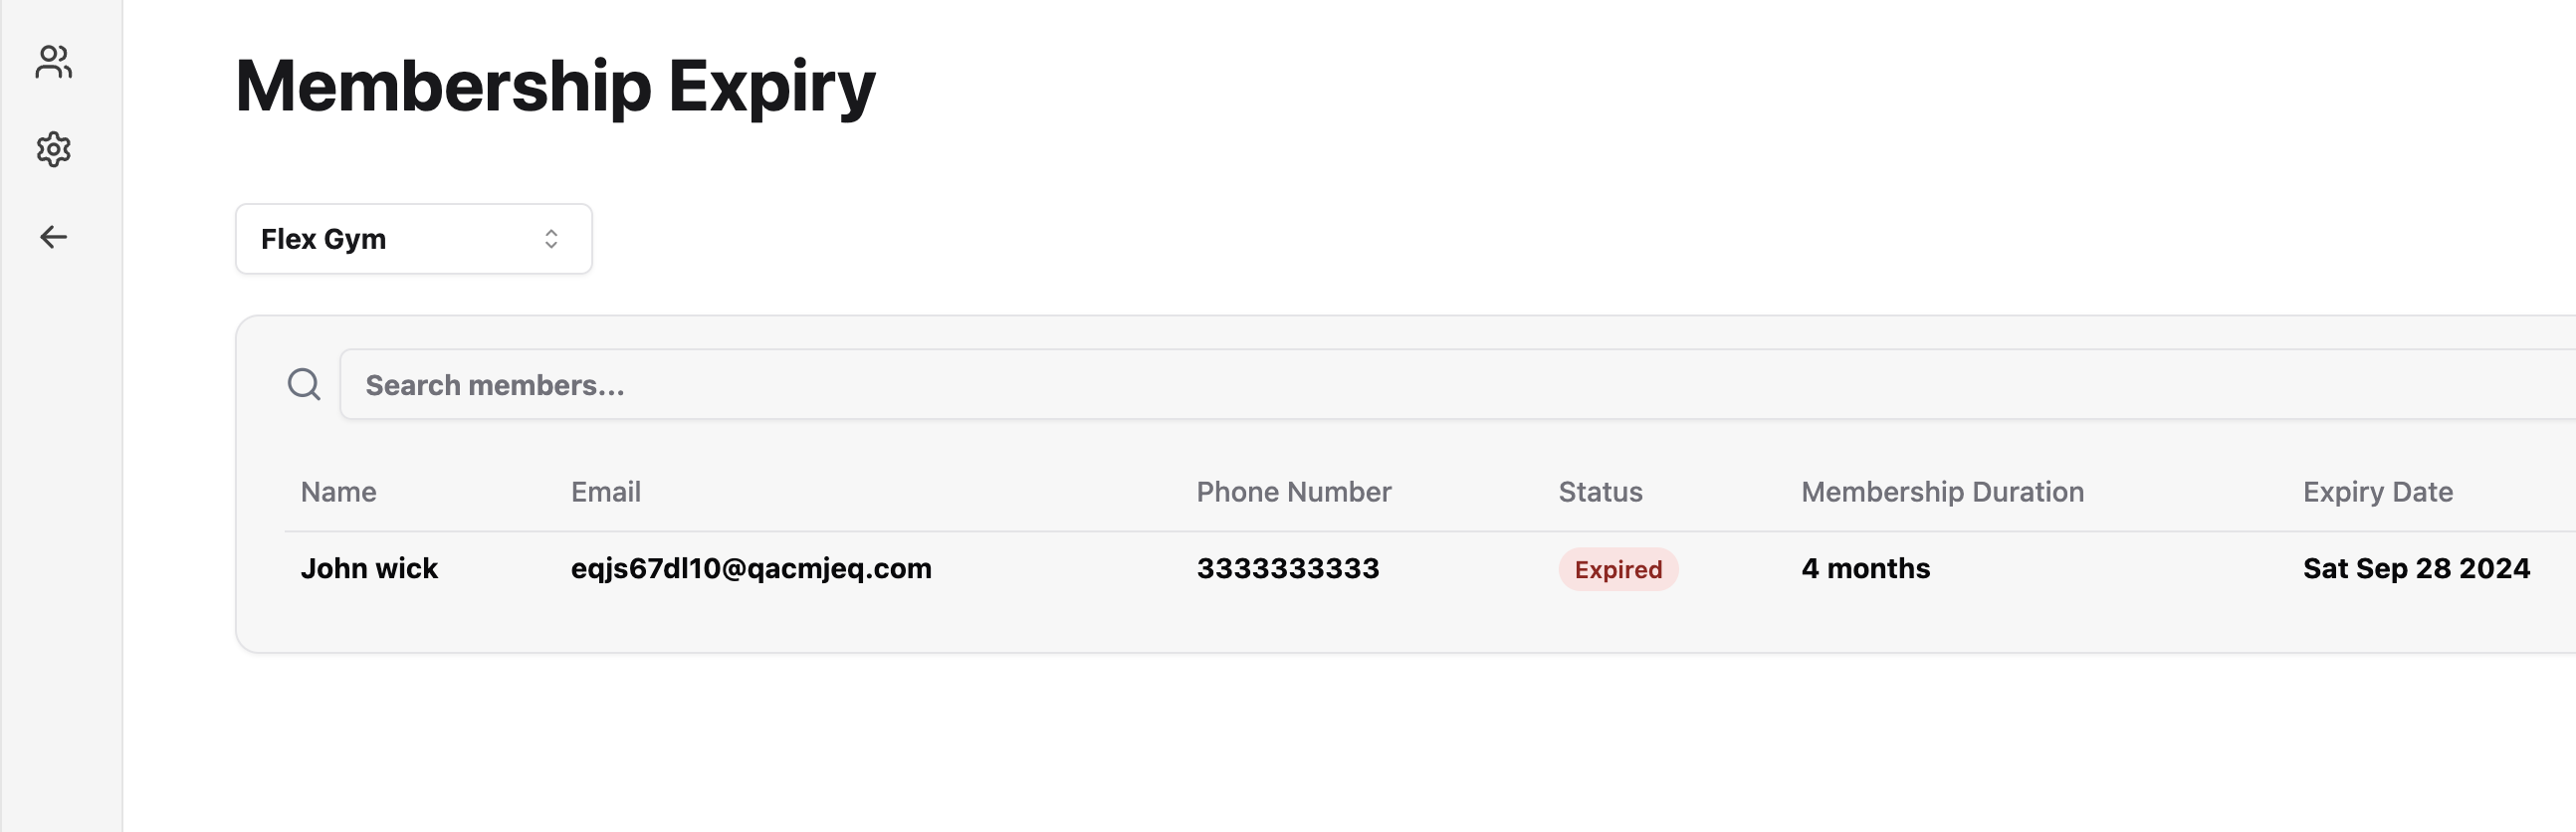 Membership Expiry
Flex Gym
Search members...
Name Email Phone Number Status Membership Duration Expiry Date
John wick eqjs67dl10@qacmjeq.com 3333333333 Expired 4 months Sat Sep 28 2024